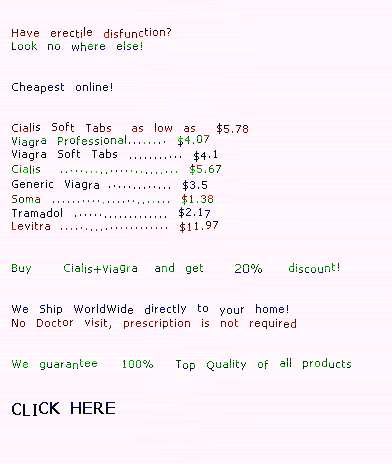 Have erectile disfunction?
Look no where else!
Cheapest online!
Cialis Soft Tabs as low as $5.78
Viagra Professional........ $4.07
Viagra Soft Tabs ........... $4.1
Cialis ........................ $5.67
Generic Viagra ............. $3.5
Soma ........................ $1.38
Tramadol ................... $2.17
Levitra ...................... $11.97
Buy Cialis+Viagra and get 20% discount!
We Ship WorldWide directly to your home!
No Doctor visit, prescription is not required
We guarantee 100% Top Quality of all products
CLICK HERE